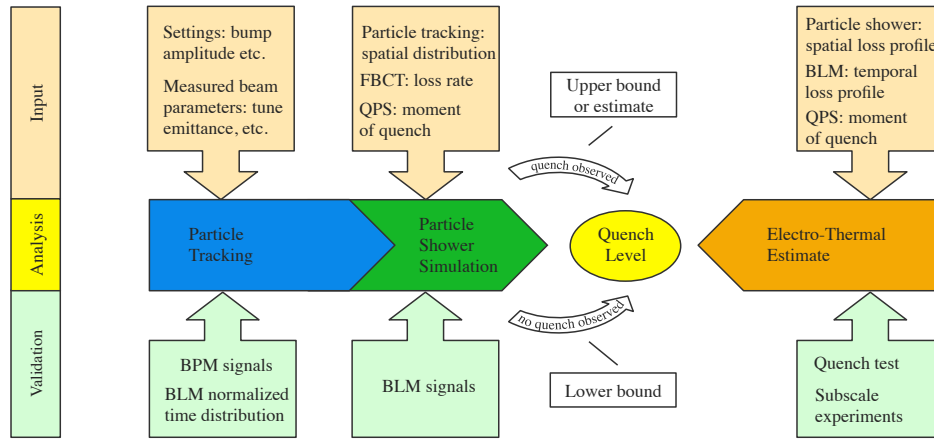 Input
Settings: bump
amplitude etc.
Measured beam
parameters: tune
emittance, etc.
Particle tracking:
spatial distribution
FBCT: loss rate
QPS: moment
of quench
Upper bound
or estimate
quench observed
Particle shower:
spatial loss profile
BLM: temporal
loss profile
QPS: moment
of quench
Analysis
Particle
Tracking
Particle
Shower
Simulation
Quench
Level
Electro-Thermal
Estimate
Validation
BPM signals
BLM normalized
time distribution
BLM signals
no quench observed
Lower bound
Quench test
Subscale
experiments